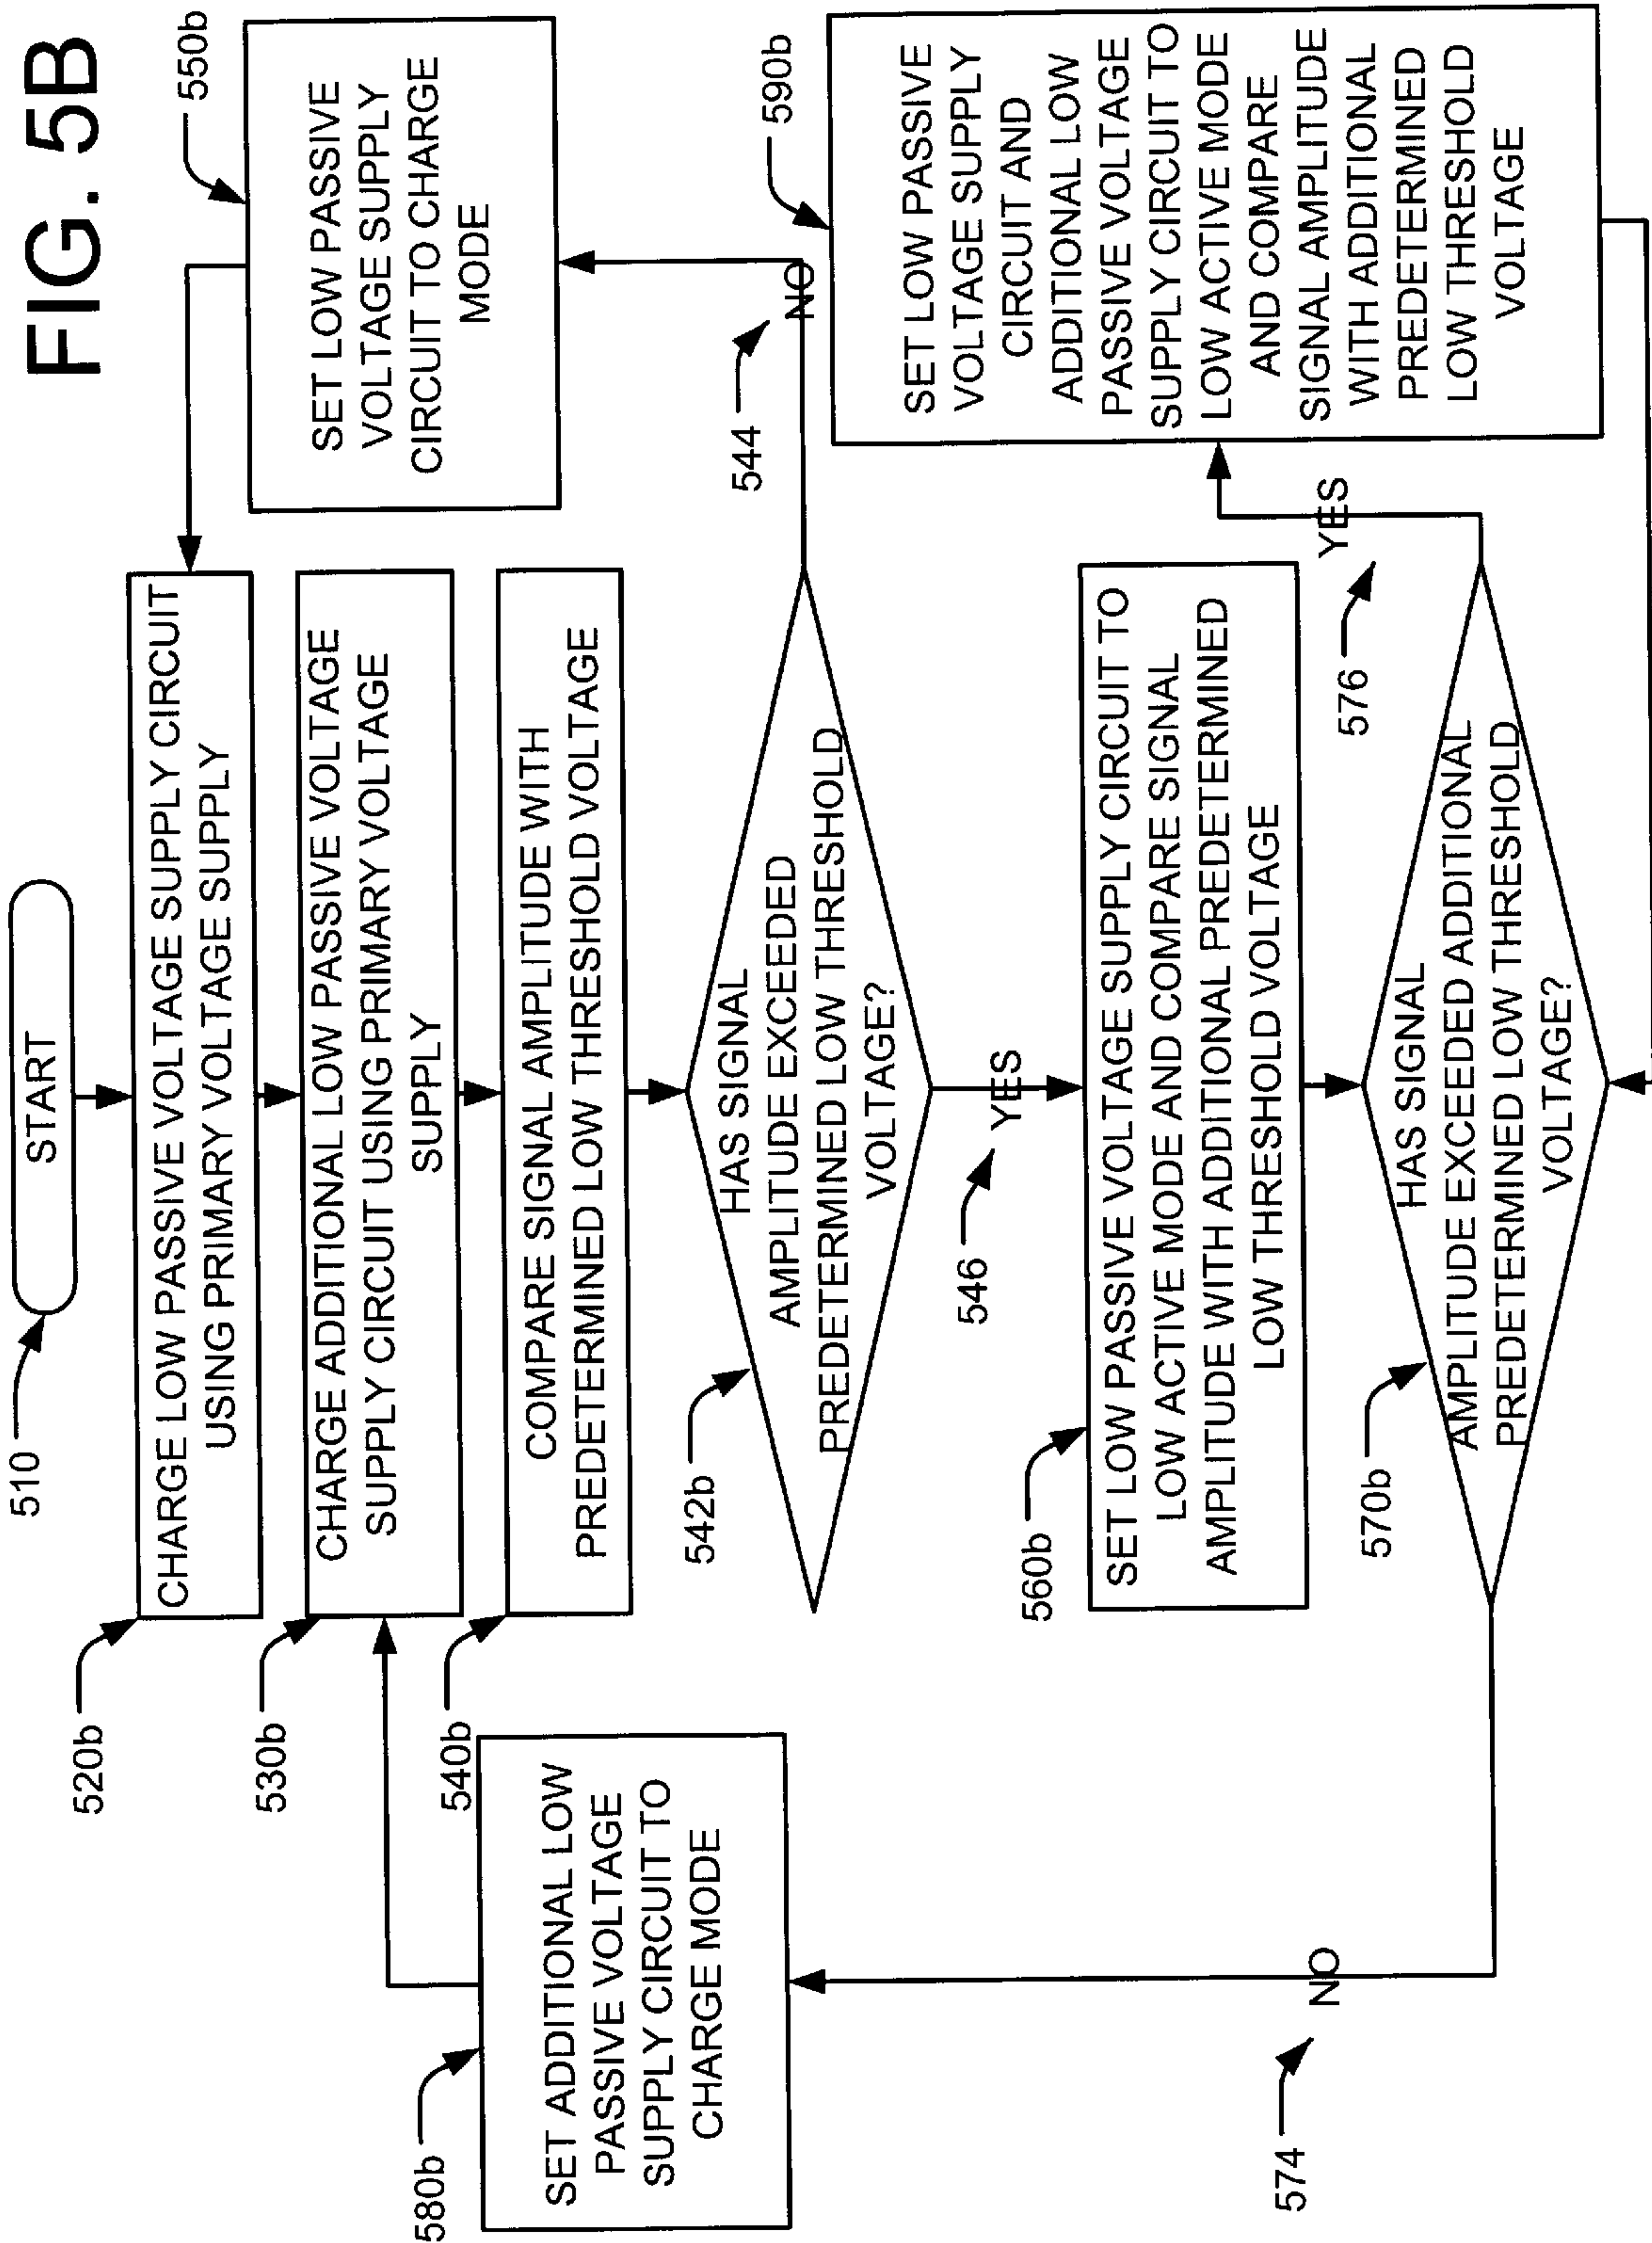 FIG. 5B
510
START
520b
CHARGE LOW PASSIVE VOLTAGE SUPPLY CIRCUIT
USING PRIMARY VOLTAGE SUPPLY
550b
SET LOW PASSIVE
VOLTAGE SUPPLY
CIRCUIT TO CHARGE
MODE
530b
CHARGE ADDITIONAL LOW PASSIVE VOLTAGE
SUPPLY CIRCUIT USING PRIMARY VOLTAGE
SUPPLY
540b
COMPARE SIGNAL AMPLITUDE WITH
PREDETERMINED LOW THRESHOLD VOLTAGE
580b
SET ADDITIONAL LOW
PASSIVE VOLTAGE
SUPPLY CIRCUIT TO
CHARGE MODE
542b
HAS SIGNAL
AMPLITUDE EXCEEDED
PREDETERMINED LOW THRESHOLD
VOLTAGE?
544
NO
546
YES
590b
SET LOW PASSIVE
VOLTAGE SUPPLY
CIRCUIT AND
ADDITIONAL LOW
PASSIVE VOLTAGE
SUPPLY CIRCUIT TO
LOW ACTIVE MODE
AND COMPARE
SIGNAL AMPLITUDE
WITH ADDITIONAL
PREDETERMINED
LOW THRESHOLD
VOLTAGE
560b
SET LOW PASSIVE VOLTAGE SUPPLY CIRCUIT TO
LOW ACTIVE MODE AND COMPARE SIGNAL
AMPLITUDE WITH ADDITIONAL PREDETERMINED
LOW THRESHOLD VOLTAGE
576
YES
570b
HAS SIGNAL
AMPLITUDE EXCEEDED ADDITIONAL
PREDETERMINED LOW THRESHOLD
VOLTAGE?
574
NO